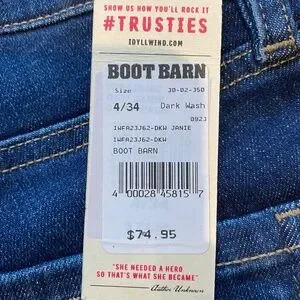 SHOW US HOW YOU'LL ROCK IT
#TRUSTIES
IDYLLWIND.COM
BOOT BARN
Size 30-02-350
4/34 Dark Wash
0923
IWFA23J62-DKW JANIE
IWFA23J62-DKW
BOOT BARN
4 00028 45815 7
$74.95
"SHE NEEDED A HERO
SO THAT'S WHAT SHE BECAME"
Author Unknown